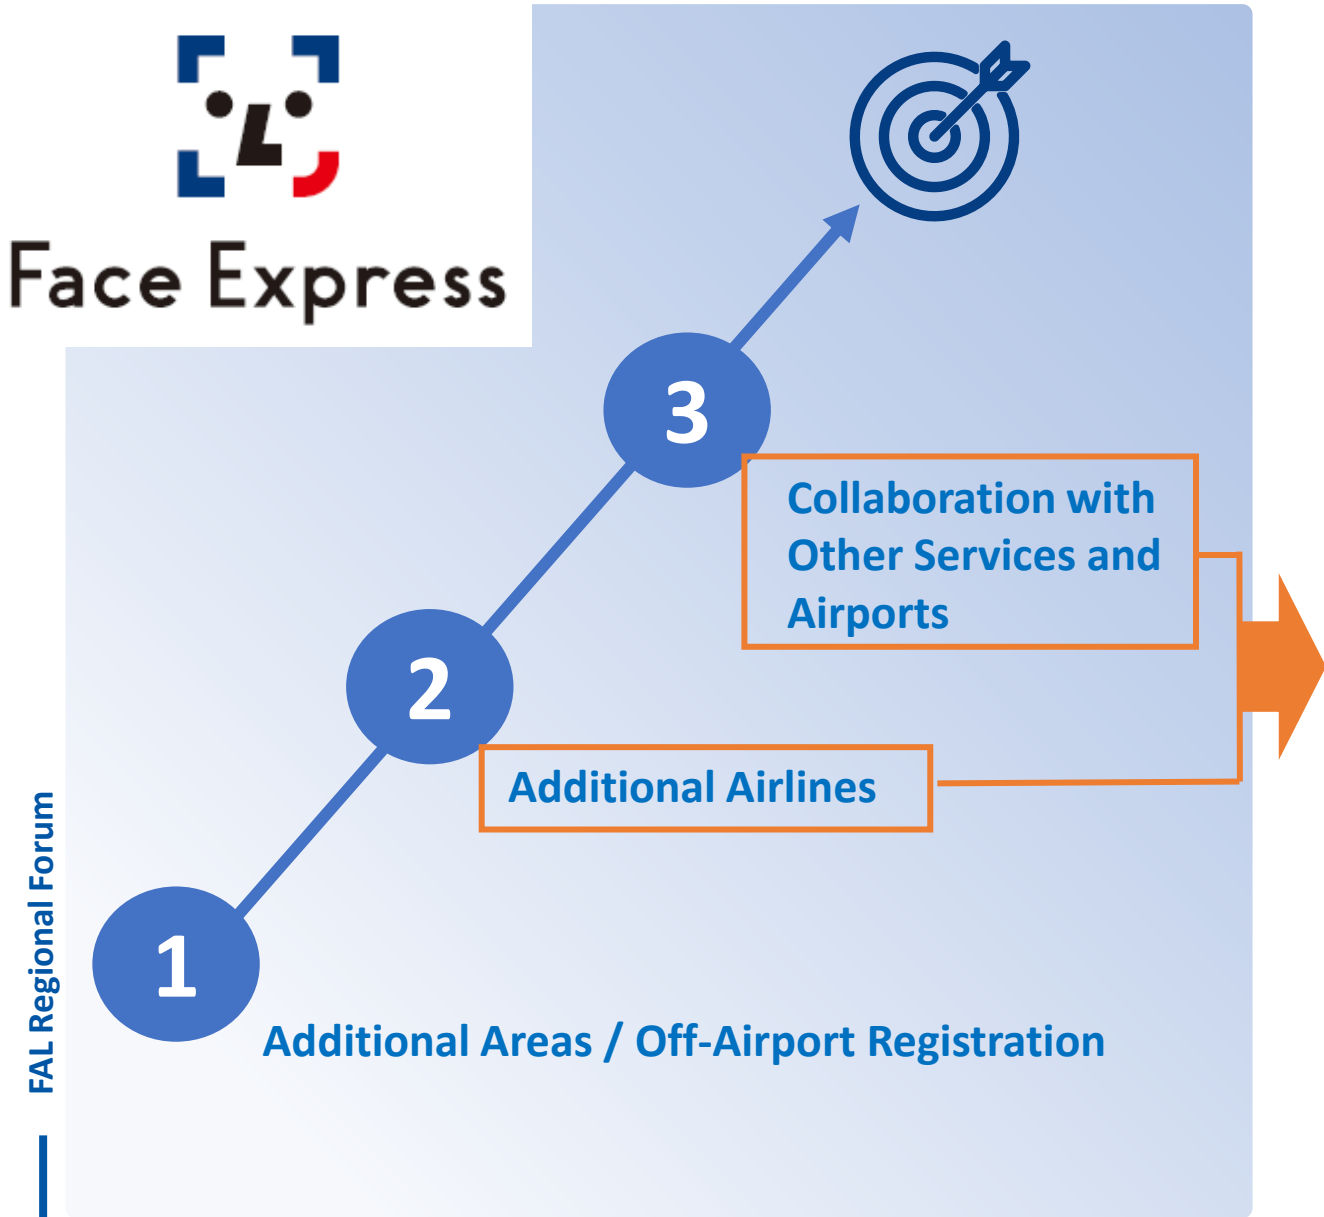 Face Express
3
Collaboration with
Other Services and
Airports
2
Additional Airlines
1
Additional Areas / Off-Airport Registration
FAL Regional Forum